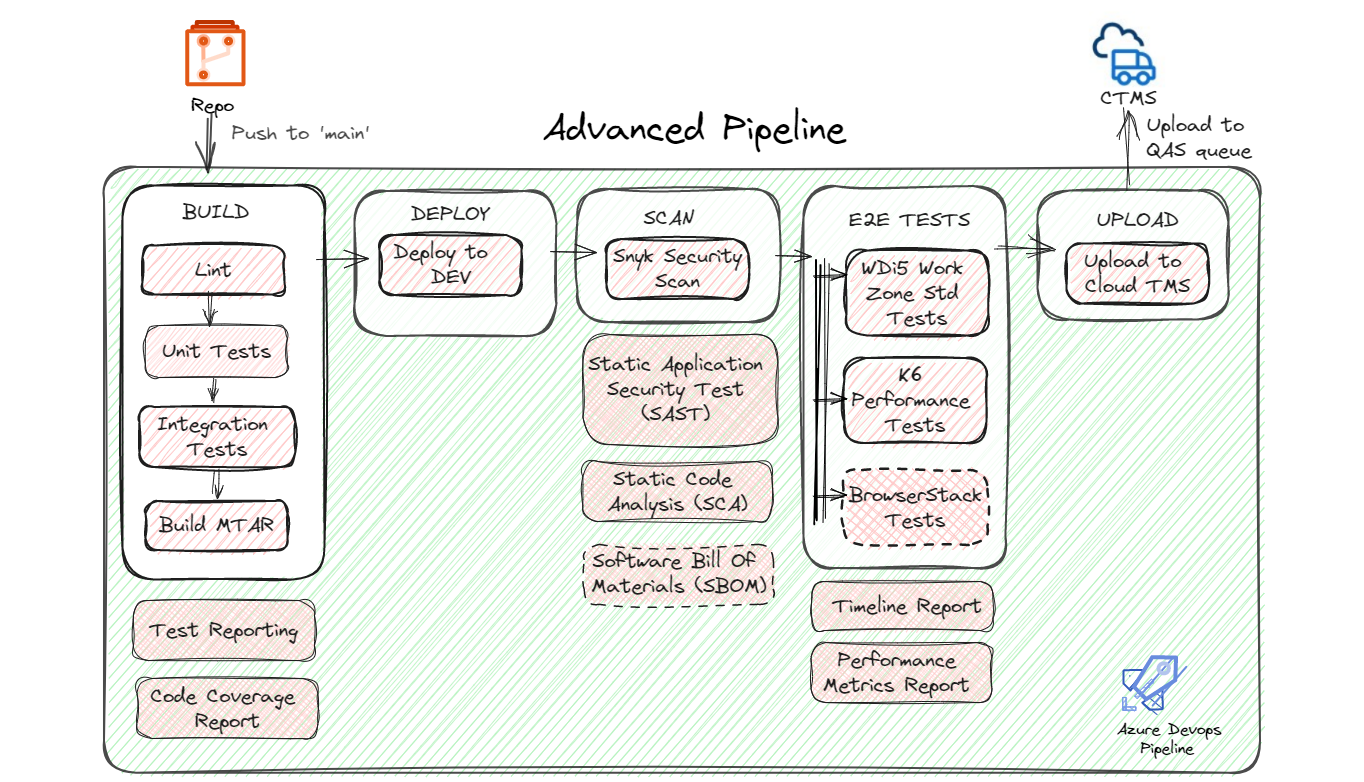 Repo
Push to 'main'
Advanced Pipeline
CTMS
Upload to
QAS queue
BUILD
Lint
Unit Tests
Integration
Tests
Build MTAR
Test Reporting
Code Coverage
Report
DEPLOY
Deploy to
DEV
SCAN
Snyk Security
Scan
Static Application
Security Test
(SAST)
Static Code
Analysis (SCA)
Software Bill Of
Materials (SBOM)
E2E TESTS
WDi5 Work
Zone Std
Tests
K6
Performance
Tests
BrowserStack
Tests
Timeline Report
Performance
Metrics Report
UPLOAD
Upload to
Cloud TMS
Azure Devops
Pipeline